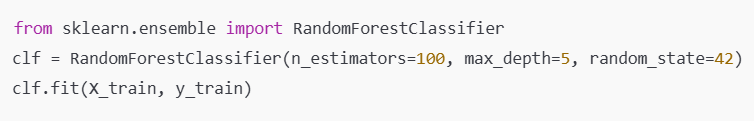 from sklearn.ensemble import RandomForestClassifier
clf = RandomForestClassifier(n_estimators=100, max_depth=5, random_state=42)
clf.fit(X_train, y_train)